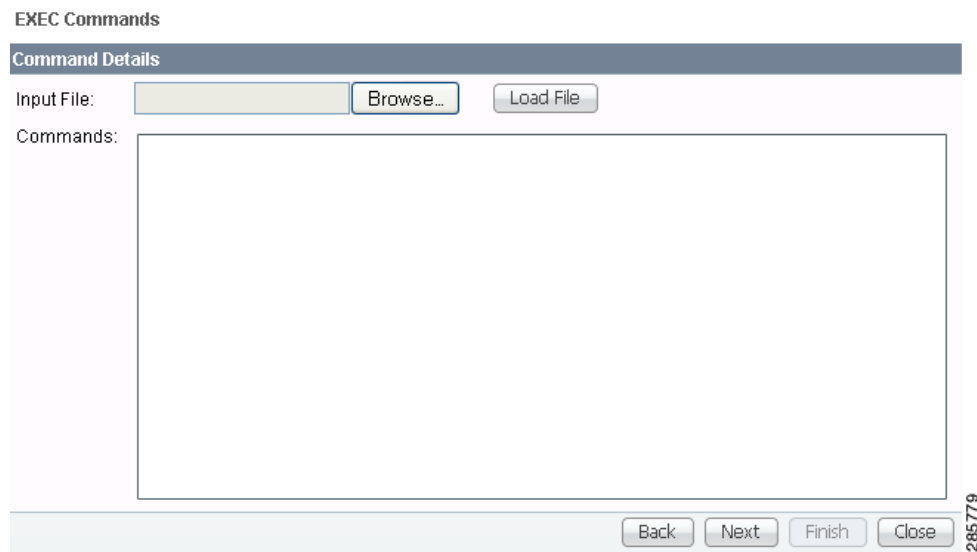 EXEC Commands
Command Details
Input File: Browse... Load File
Commands:
Back Next Finish Close
285779